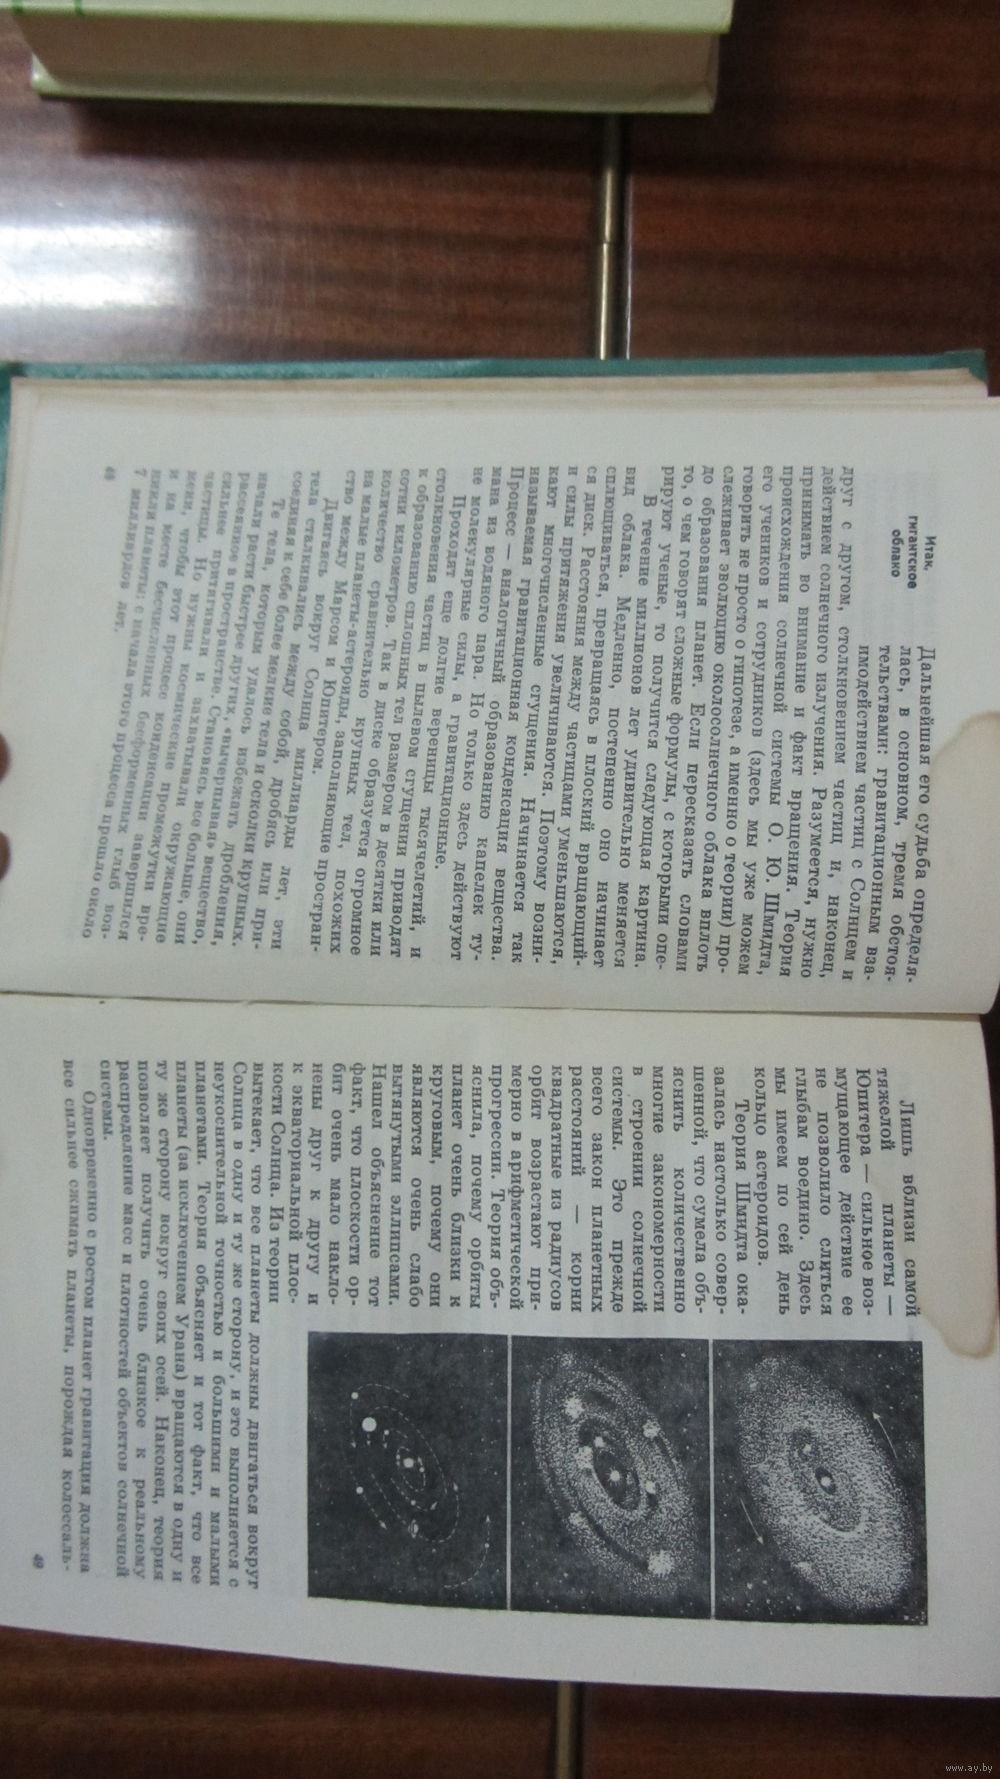 Итак,
гигантское
облако
Дальнейшая его судьба определя-
лась, в основном, тремя обстоя-
тельствами: гравитационным вза-
имодействием частиц с Солнцем и
друг с другом, столкновением частиц и, наконец,
действием солнечного излучения. Разумеется, нужно
принимать во внимание и факт вращения. Теория
происхождения солнечной системы О. Ю. Шмидта,
его учеников и сотрудников (здесь мы уже можем
говорить не просто о гипотезе, а именно о теории) про-
слеживает эволюцию околосолнечного облака вплоть
до образования планет. Если пересказать словами
то, о чем говорят сложные формулы, с которыми опе-
рируют ученые, то получится следующая картина.
В течение миллионов лет удивительно меняется
вид облака. Медленно, постепенно оно начинает
сплющиваться, превращаясь в плоский вращающий-
ся диск. Расстояния между частицами уменьшаются,
и силы притяжения увеличиваются. Поэтому возни-
кают многочисленные сгущения. Начинается так
называемая гравитационная конденсация вещества.
Процесс — аналогичный образованию капелек ту-
мана из водяного пара. Но только здесь действуют
не молекулярные силы, а гравитационные.
Проходят еще долгие вереницы тысячелетий, и
столкновения частиц в пылевом сгущении приводят
к образованию сплошных тел размером в десятки или
сотни километров. Так в диске образуется огромное
количество сравнительно крупных тел, похожих
на малые планеты-астероиды, заполняющие простран-
ство между Марсом и Юпитером.
Двигаясь вокруг Солнца миллиарды лет, эти
тела сталкивались между собой, дробясь или при-
соединяя к себе более мелкие тела и осколки крупных.
Те тела, которым удалось избежать дробления,
начали расти быстрее других, «вычерпывая» вещество,
рассеянное в пространстве. Становясь все больше, они
сильнее притягивали и захватывали окружающие
частицы. Но нужны космические промежутки вре-
мени, чтобы этот процесс конденсации завершился
и на месте бесчисленных бесформенных глыб воз-
никли планеты: с начала этого процесса прошло около
7 миллиардов лет.
48
Лишь вблизи самой
тяжелой планеты —
Юпитера — сильное воз-
мущающее действие ее
не позволило слиться
глыбам воедино. Здесь
мы имеем по сей день
кольцо астероидов.
Теория Шмидта ока-
залась настолько совер-
шенной, что сумела объ-
яснить количественно
многие закономерности
в строении солнечной
системы. Это прежде
всего закон планетных
расстояний — корни
квадратные из радиусов
орбит возрастают при-
мерно в арифметической
прогрессии. Теория объ-
яснила, почему орбиты
планет очень близки к
круговым, почему они
являются очень слабо
вытянутыми эллипсами.
Нашел объяснение тот
факт, что плоскости ор-
бит очень мало накло-
нены друг к другу и
к экваториальной плос-
кости Солнца. Из теории
вытекает, что все планеты должны двигаться вокруг
Солнца в одну и ту же сторону, и это выполняется с
неукоснительной точностью и большими и малыми
планетами. Теория объясняет и тот факт, что все
планеты (за исключением Урана) вращаются в одну и
ту же сторону вокруг своих осей. Наконец, теория
позволяет получить очень близкое к реальному
распределение масс и плотностей объектов солнечной
системы.
Одновременно с ростом планет гравитация должна
все сильнее сжимать планеты, порождая колоссаль-
49
www.ay.by